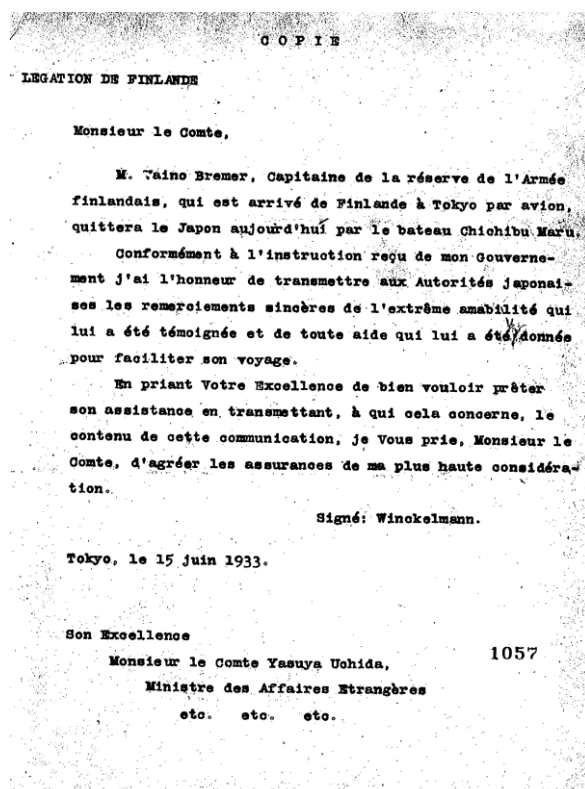 COPIE
LEGATION DE FINLANDE
Monsieur le Comte,
M. Vaino Bremer, Capitaine de la réserve de l'Armée
finlandais, qui est arrivé de Finlande à Tokyo par avion,
quittera le Japon aujourd'hui par le bateau Chichibu Maru.
Conformément à l'instruction reçu de mon Gouverne-
ment j'ai l'honneur de transmettre aux Autorités japonai-
ses les remerciements sincères de l'extrême amabilité qui
lui a été témoignée et de toute aide qui lui a été donnée
pour faciliter son voyage.
En priant Votre Excellence de bien vouloir prêter
son assistance en transmettant, à qui cela concerne, le
contenu de cette communication, je Vous prie, Monsieur le
Comte, d'agréer les assurances de ma plus haute considéra-
tion.
Signé: Winckelmann.
Tokyo, le 15 juin 1933.
Son Excellence
Monsieur le Comte Yasuya Uchida,
1057
Ministre des Affaires Etrangères
etc. etc. etc.